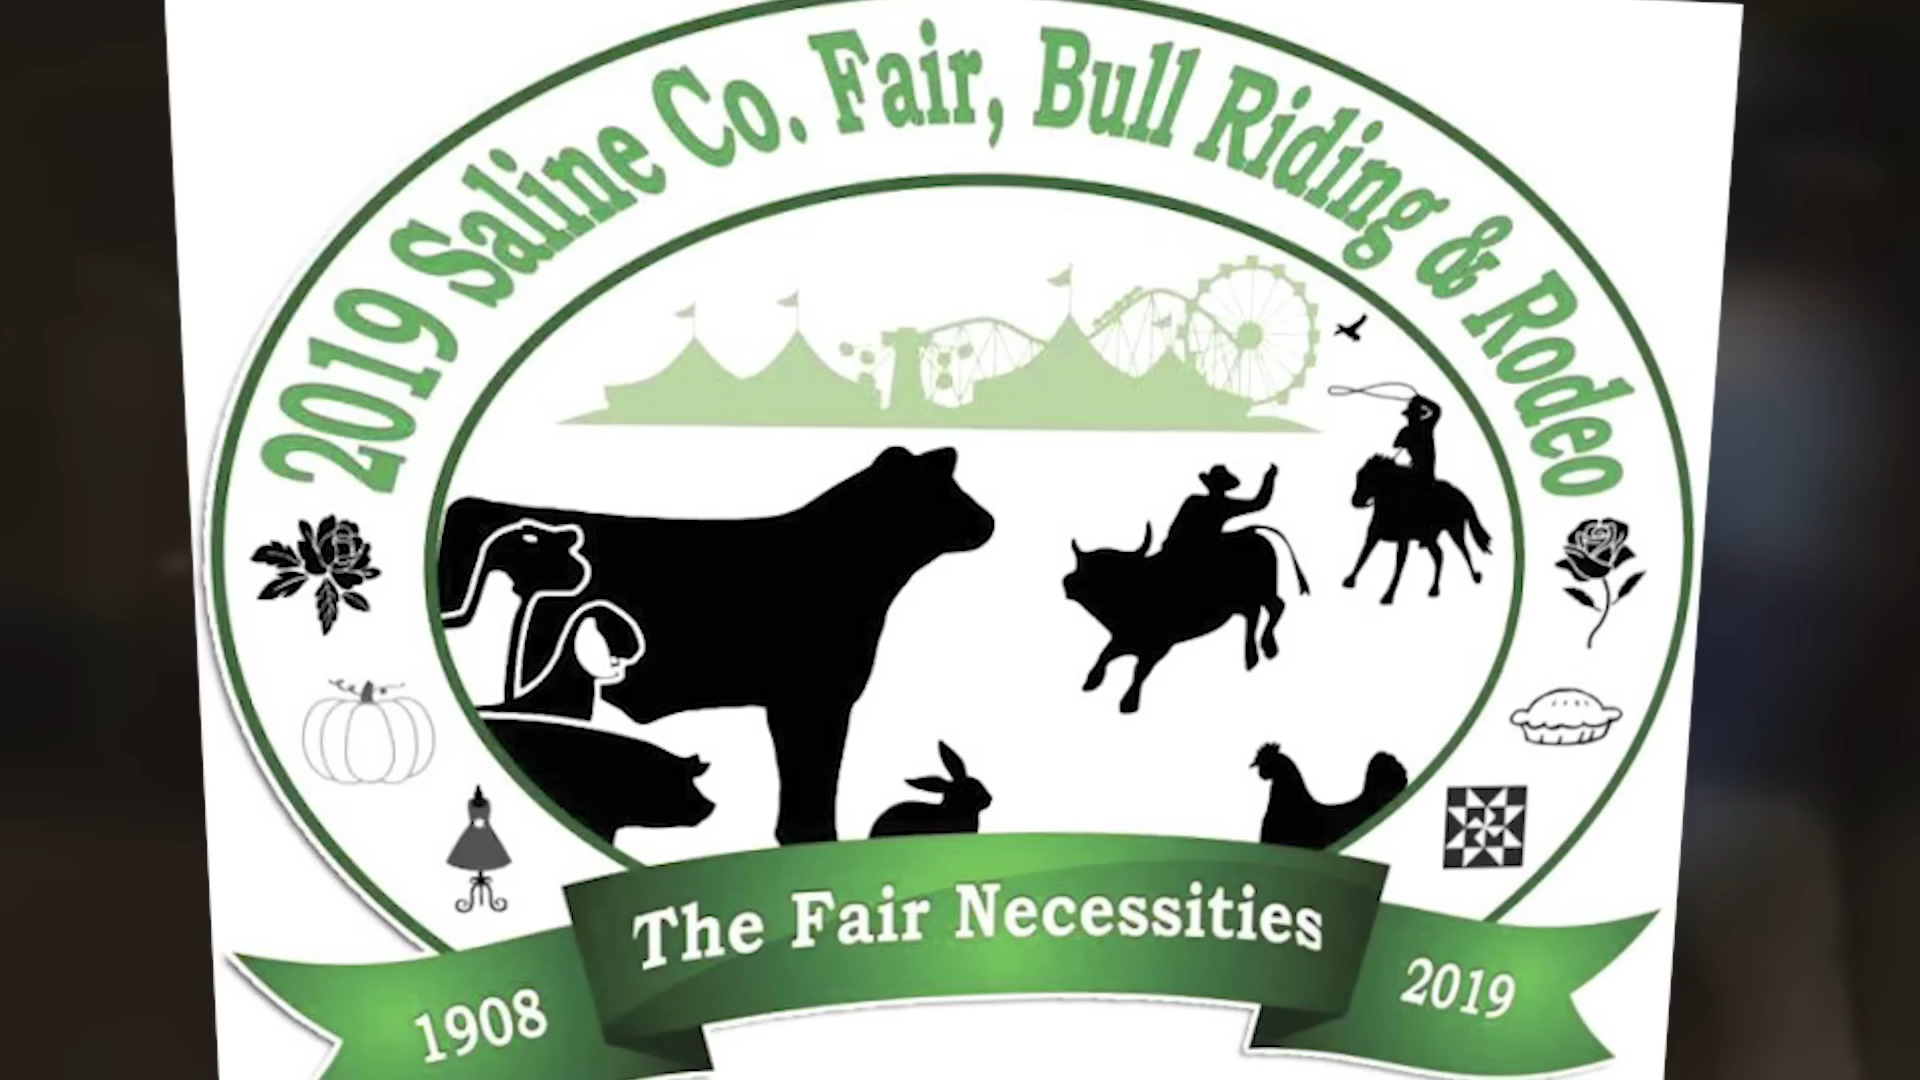 2019 Saline Co. Fair, Bull Riding & Rodeo
The Fair Necessities
1908
2019